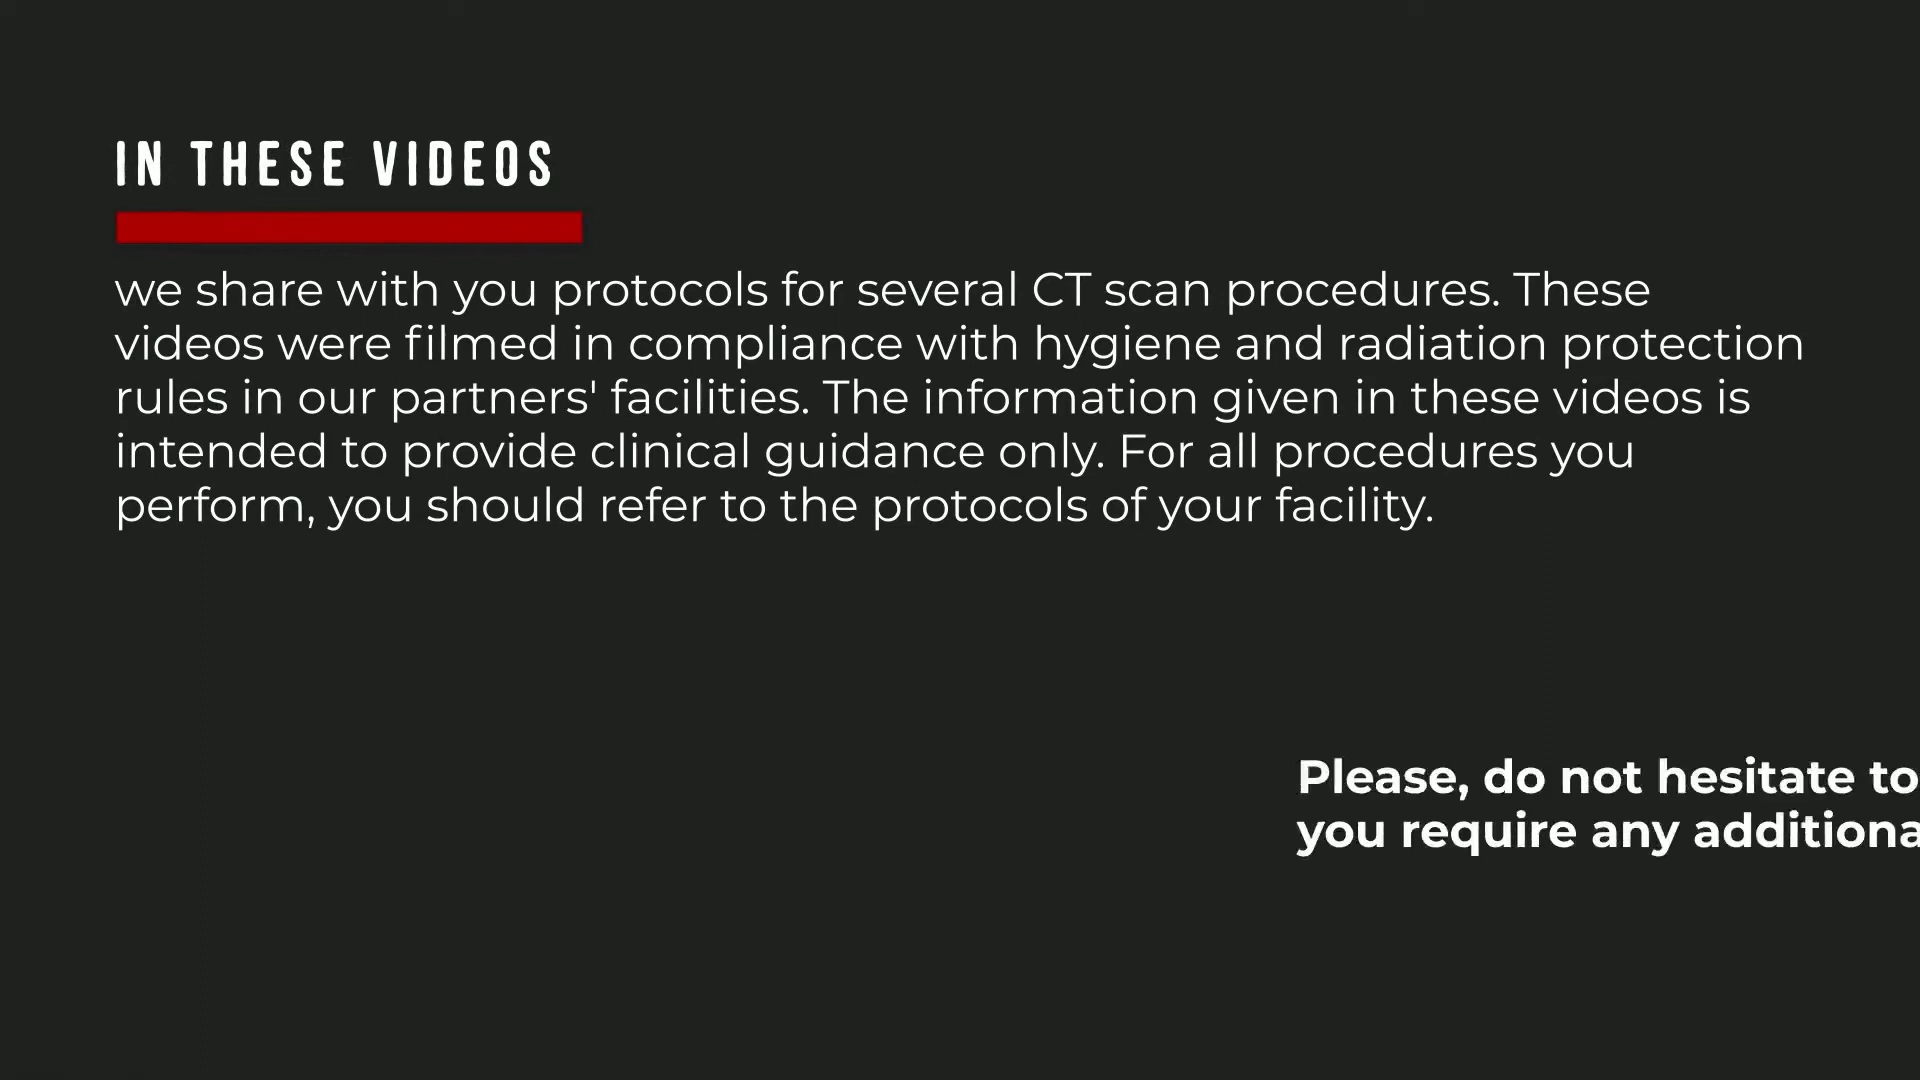 IN THESE VIDEOS
we share with you protocols for several CT scan procedures. These
videos were filmed in compliance with hygiene and radiation protection
rules in our partners' facilities. The information given in these videos is
intended to provide clinical guidance only. For all procedures you
perform, you should refer to the protocols of your facility.
Please, do not hesitate to
you require any additiona